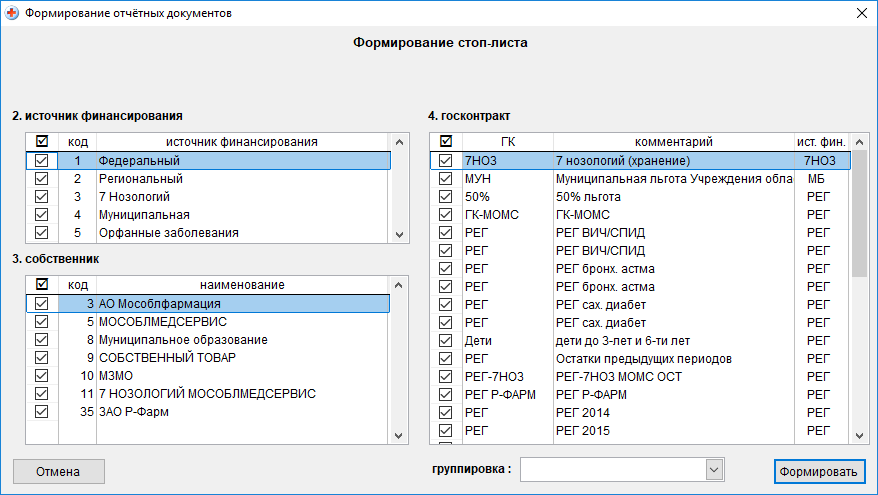 Формирование отчётных документов
Формирование стоп-листа
2. источник финансирования
код источник финансирования
1 Федеральный
2 Региональный
3 7 Нозологий
4 Муниципальная
5 Орфанные заболевания
3. собственник
код наименование
3 АО Мособлфармация
5 МОСОБЛМЕДСЕРВИС
8 Муниципальное образование
9 СОБСТВЕННЫЙ ТОВАР
10 МЗМО
11 7 НОЗОЛОГИЙ МОСОБЛМЕДСЕРВИС
35 ЗАО Р-Фарм
4. госконтракт
ГК комментарий ист. фин.
7НОЗ 7 нозологий (хранение) 7НОЗ
МУН Муниципальная льгота Учреждения обла МБ
50% 50% льгота РЕГ
ГК-МОМС ГК-МОМС РЕГ
РЕГ РЕГ ВИЧ/СПИД РЕГ
РЕГ РЕГ ВИЧ/СПИД РЕГ
РЕГ РЕГ бронх. астма РЕГ
РЕГ РЕГ бронх. астма РЕГ
РЕГ РЕГ сах. диабет РЕГ
РЕГ РЕГ сах. диабет РЕГ
Дети дети до 3-лет и 6-ти лет РЕГ
РЕГ Остатки предыдущих периодов РЕГ
РЕГ-7НОЗ РЕГ-7НОЗ МОМС ОСТ РЕГ
РЕГ Р-ФАРМ РЕГ Р-ФАРМ РЕГ
РЕГ РЕГ 2014 РЕГ
РЕГ РЕГ 2015 РЕГ
Отмена
группировка :
Формировать